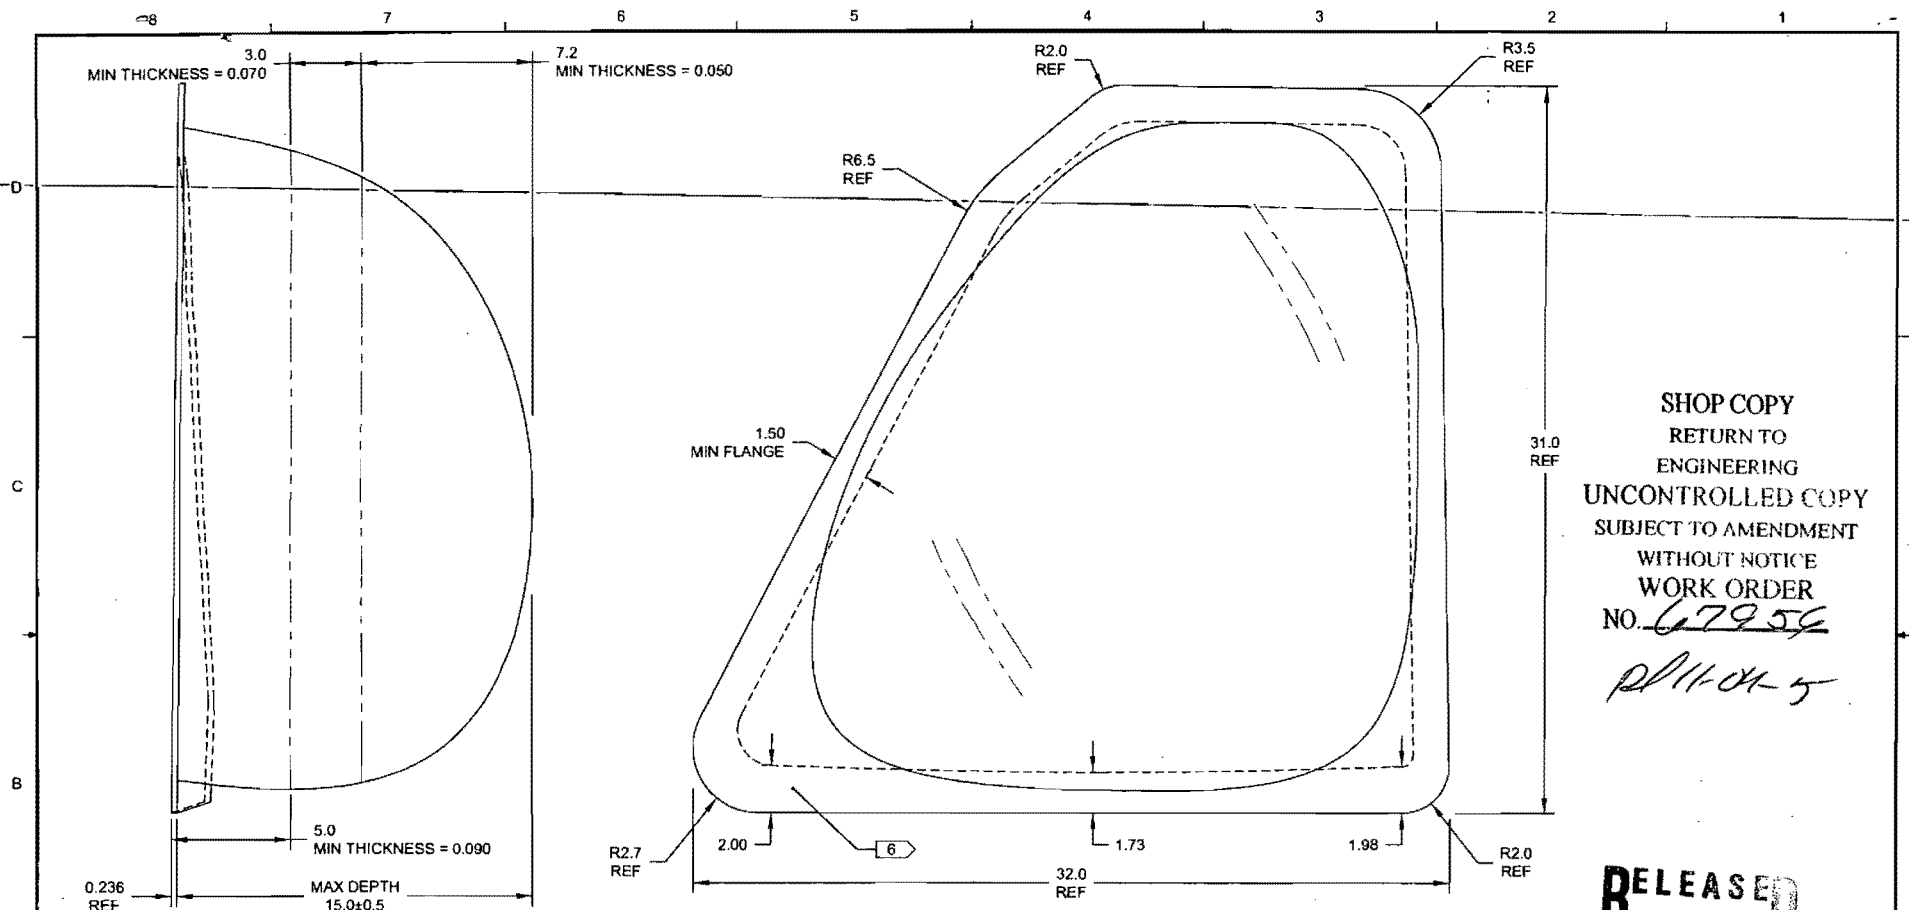 8 7 6 5 4 3 2 1
3.0
MIN THICKNESS = 0.070
7.2
MIN THICKNESS = 0.050
R2.0
REF
R3.5
REF
R6.5
REF
D
1.50
MIN FLANGE
31.0
REF
C
SHOP COPY
RETURN TO
ENGINEERING
UNCONTROLLED COPY
SUBJECT TO AMENDMENT
WITHOUT NOTICE
WORK ORDER
NO. 67956
B
5.0
MIN THICKNESS = 0.090
R2.7
REF
2.00
6
1.73
1.98
R2.0
REF
32.0
REF
0.236
REF
MAX DEPTH
15.0±0.5
RELEASED